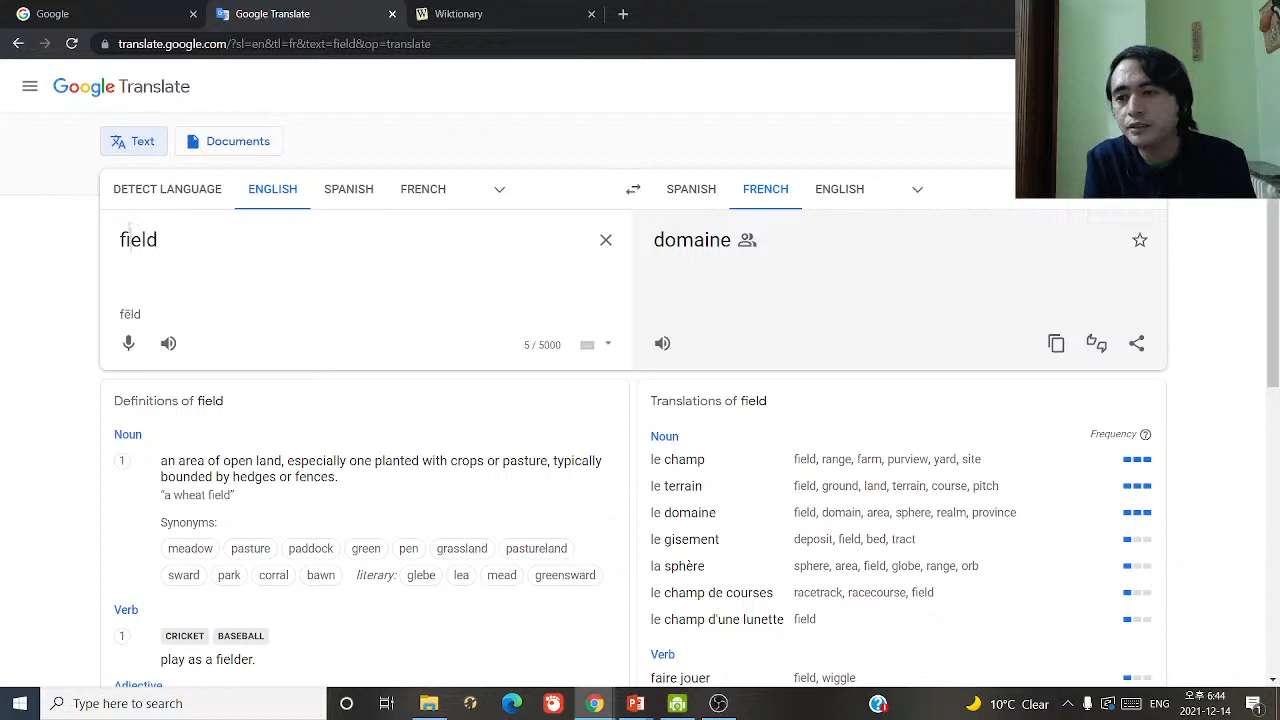 Google
Google Translate
Wiktionary
translate.google.com/?sl=en&tl=fr&text=field&op=translate
Google Translate
Text
Documents
DETECT LANGUAGE ENGLISH SPANISH FRENCH
SPANISH FRENCH ENGLISH
field
domaine
fēld
5 / 5000
Definitions of field
Noun
1 an area of open land, especially one planted with crops or pasture, typically
bounded by hedges or fences.
“a wheat field”
Synonyms:
meadow pasture paddock green pen grassland pastureland
sward park corral bawn literary: glebe lea mead greensward
Verb
1 CRICKET BASEBALL
play as a fielder.
Adjective
Translations of field
Noun Frequency
le champ field, range, farm, purview, yard, site
le terrain field, ground, land, terrain, course, pitch
le domaine field, domain, area, sphere, realm, province
le gisement deposit, field, bed, tract
la sphère sphere, area, field, globe, range, orb
le champ de courses racetrack, racecourse, field
le champ d'une lunette field
Verb
faire jouer field, wiggle
Type here to search
10°C Clear
오후 6:44
2021-12-14